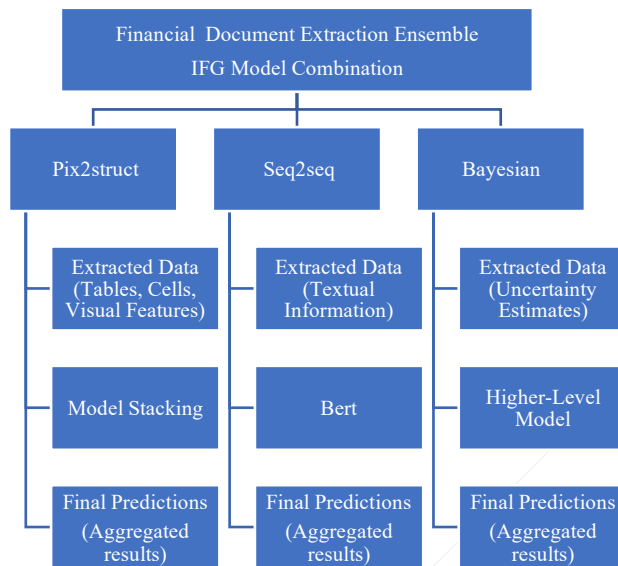 Financial Document Extraction Ensemble
IFG Model Combination
Pix2struct
Seq2seq
Bayesian
Extracted Data
(Tables, Cells,
Visual Features)
Extracted Data
(Textual
Information)
Extracted Data
(Uncertainty
Estimates)
Model Stacking
Bert
Higher-Level
Model
Final Predictions
(Aggregated
results)
Final Predictions
(Aggregated
results)
Final Predictions
(Aggregated
results)